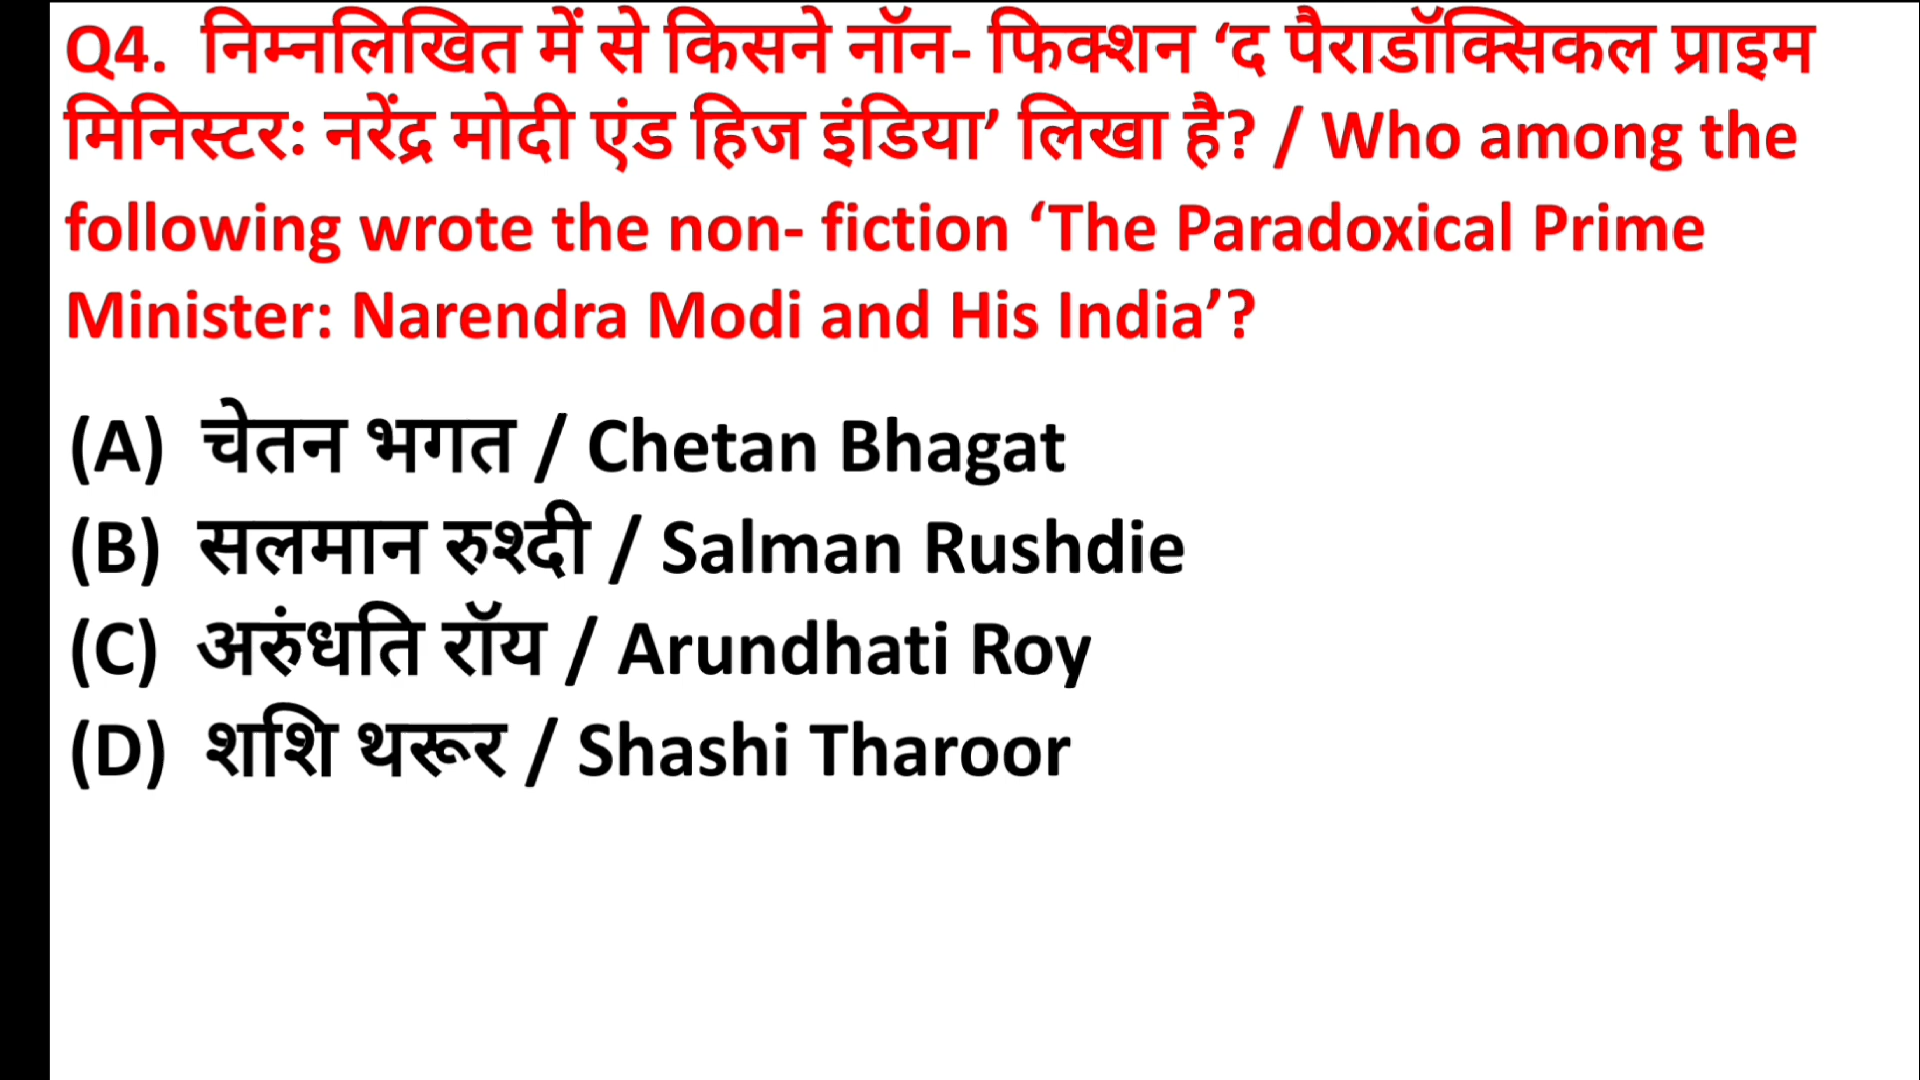 Q4. निम्नलिखित में से किसने नॉन- फिक्शन ‘द पैराडॉक्सिकल प्राइम
मिनिस्टरः नरेंद्र मोदी एंड हिज इंडिया’ लिखा है? / Who among the
following wrote the non- fiction ‘The Paradoxical Prime
Minister: Narendra Modi and His India’?
(A) चेतन भगत / Chetan Bhagat
(B) सलमान रुश्दी / Salman Rushdie
(C) अरुंधति रॉय / Arundhati Roy
(D) शशि थरूर / Shashi Tharoor